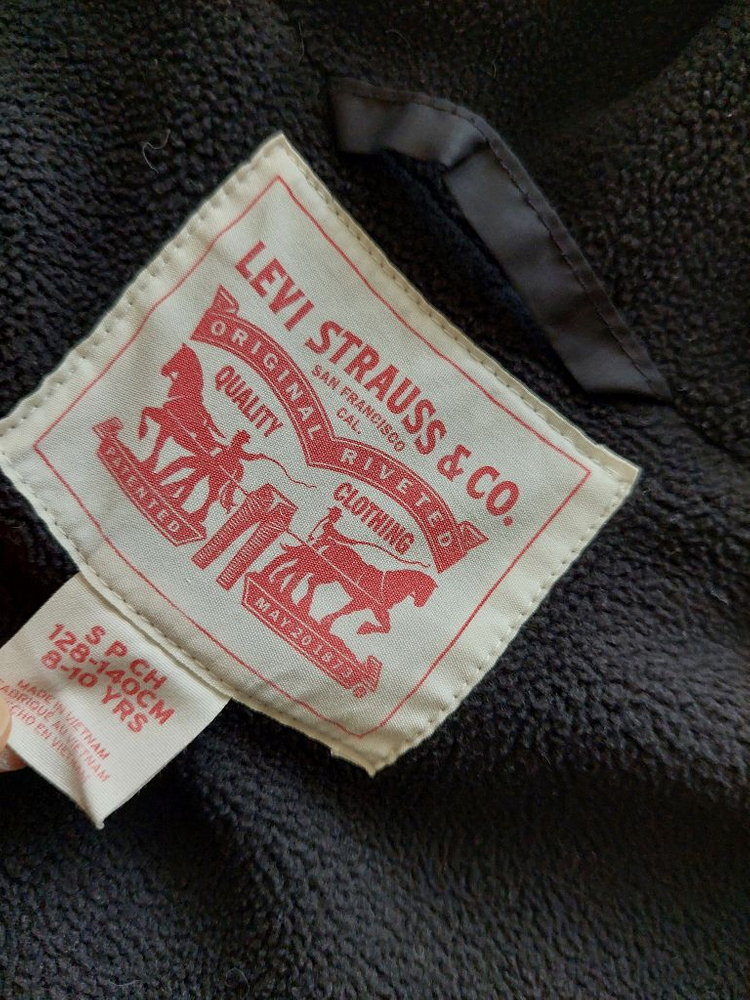 LEVI STRAUSS & CO.
SAN FRANCISCO
CAL
ORIGINAL RIVETED
QUALITY
CLOTHING
PATENTED
MAY 20 1873
®
S P CH
128-140CM
8-10 YRS
MADE IN VIETNAM
FABRIQUÉ AU VIETNAM
CHO EN VIETNAM